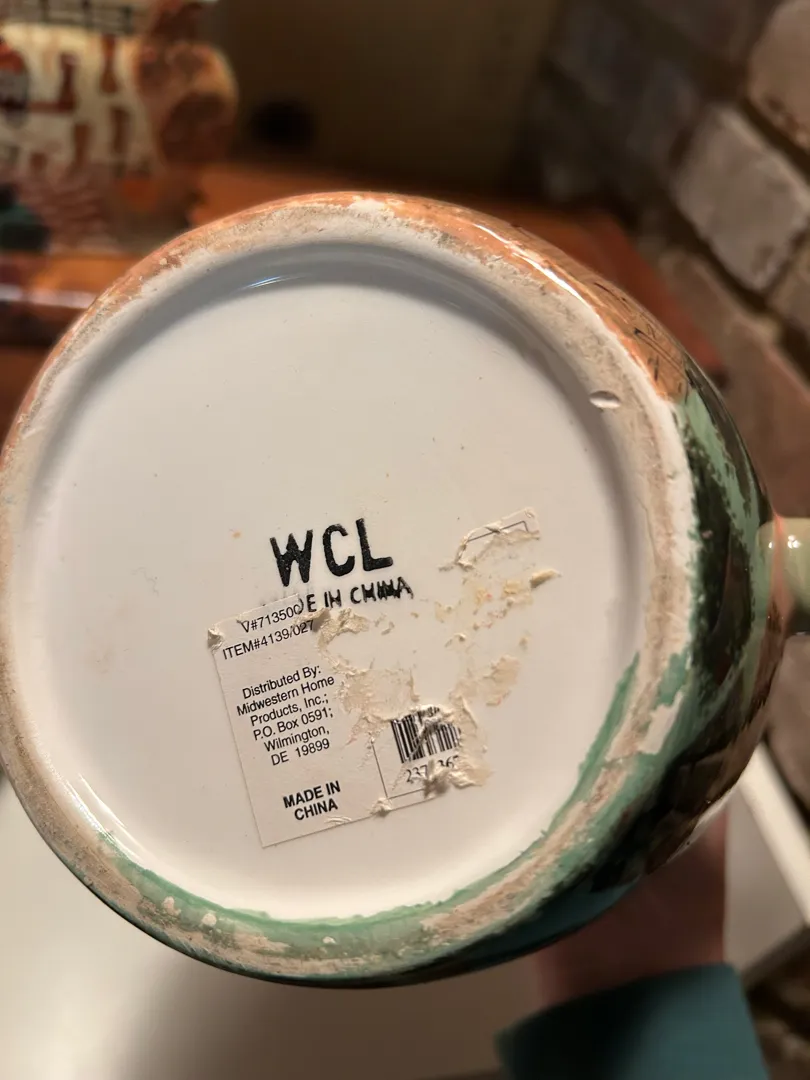 WCL
E IN CHINA
V#71350
ITEM#4139/027
Distributed By:
Midwestern Home
Products, Inc.;
P.O. Box 0591;
Wilmington,
DE 19899
MADE IN
CHINA